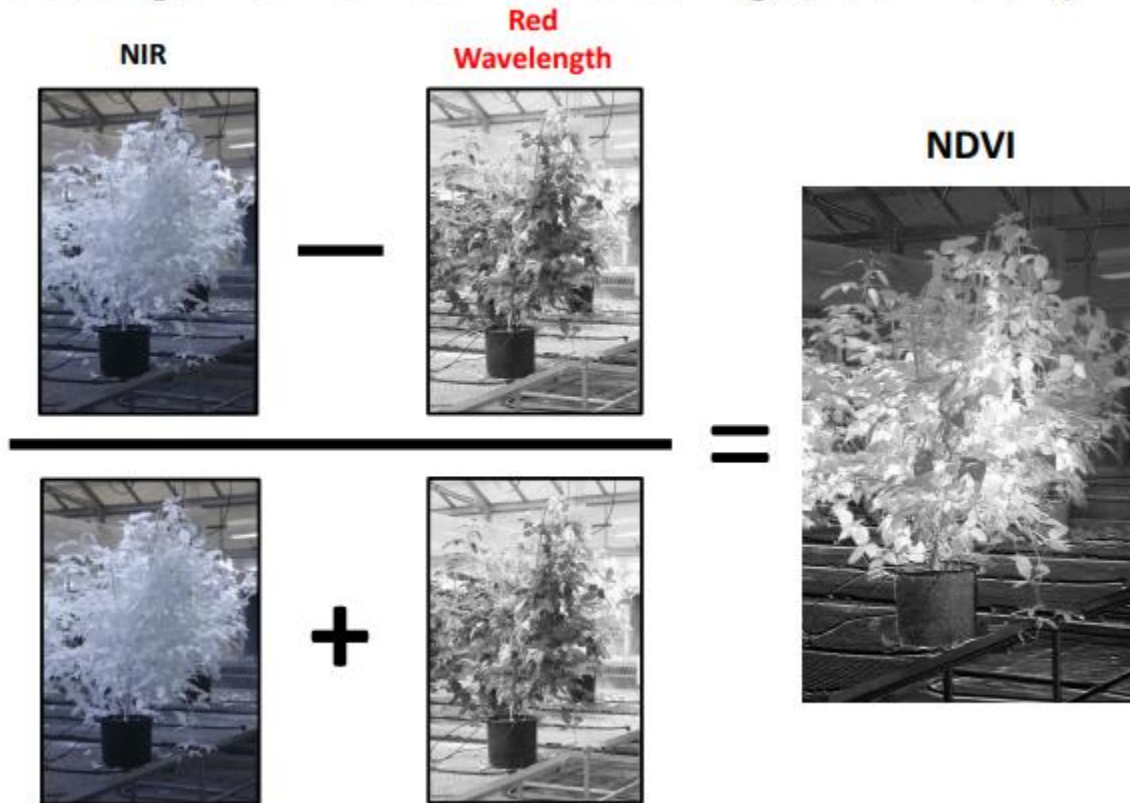 NIR
Red
Wavelength
NDVI
−
+
=